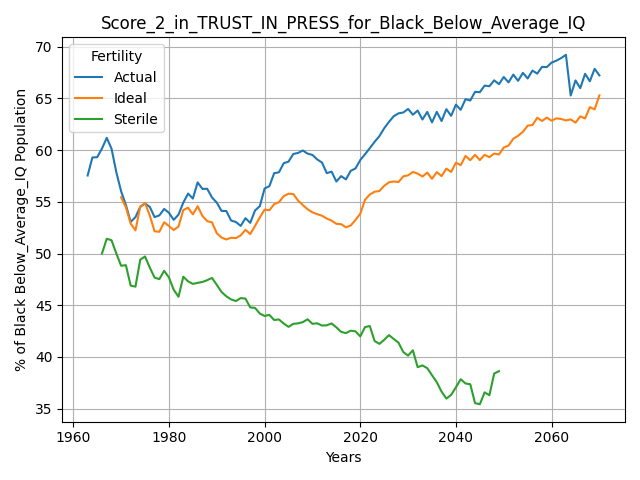 Score_2_in_TRUST_IN_PRESS_for_Black_Below_Average_IQ
% of Black Below_Average_IQ Population
70
65
60
55
50
45
40
35
Fertility
Actual
Ideal
Sterile
1960 1980 2000 2020 2040 2060
Years